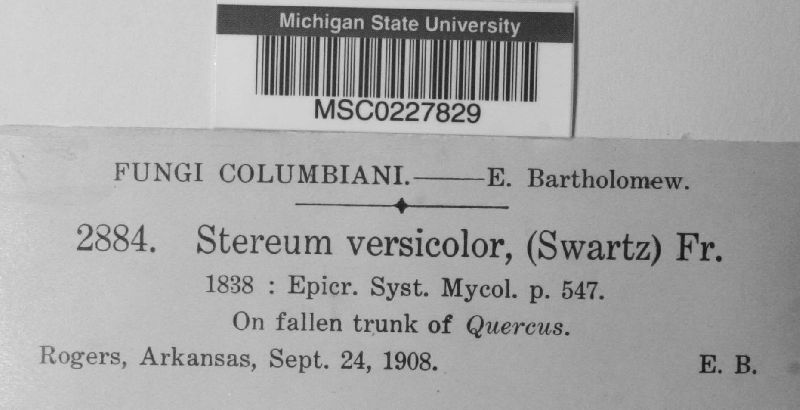 Michigan State University
MSC0227829
FUNGI COLUMBIANI.——E. Bartholomew.
2884. Stereum versicolor, (Swartz) Fr.
1838 : Epicr. Syst. Mycol. p. 547.
On fallen trunk of Quercus.
Rogers, Arkansas, Sept. 24, 1908. E. B.